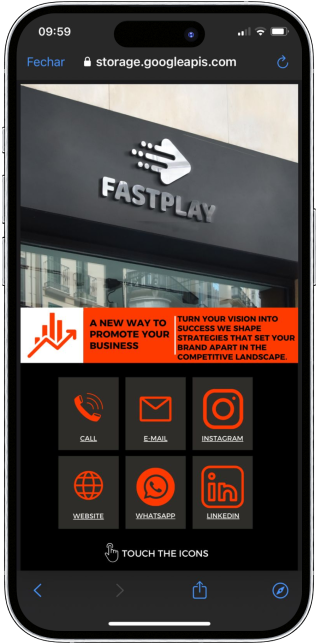 09:59
Fechar
storage.googleapis.com
FASTPLAY
A NEW WAY TO
PROMOTE YOUR
BUSINESS
TURN YOUR VISION INTO
SUCCESS WE SHAPE
STRATEGIES THAT SET YOUR
BRAND APART IN THE
COMPETITIVE LANDSCAPE.
CALL
E-MAIL
INSTAGRAM
WEBSITE
WHATSAPP
LINKEDIN
in
TOUCH THE ICONS